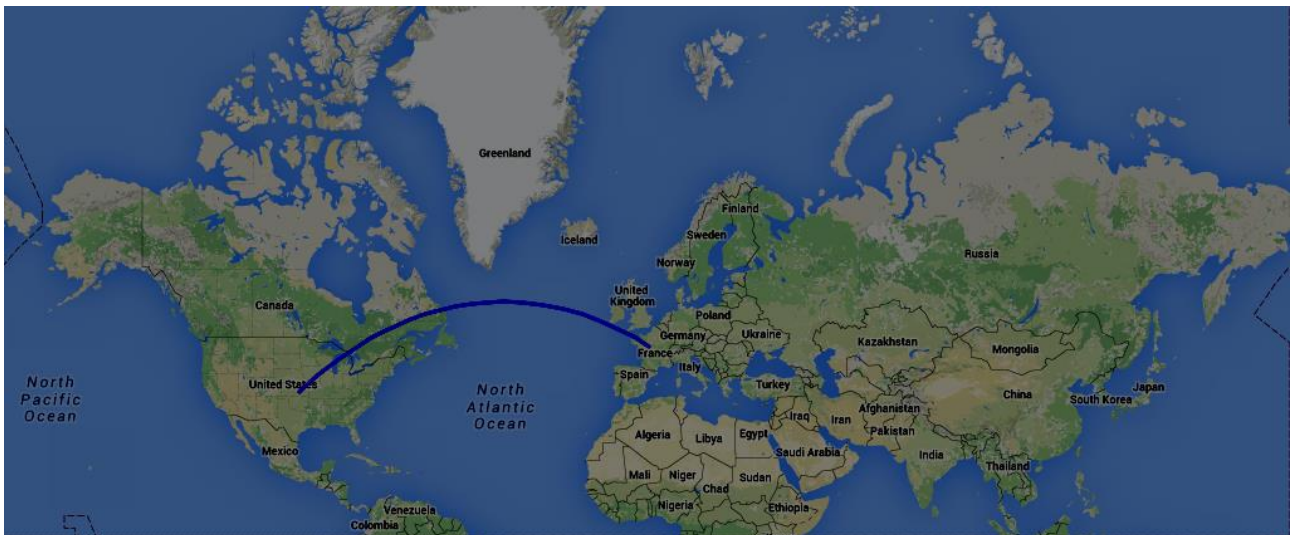 Greenland
Finland
Iceland
Sweden
Norway
Russia
United
Kingdom
Canada
Poland
Germany
Ukraine
Kazakhstan
France
Mongolia
Italy
North
Pacific
Ocean
United States
North
Atlantic
Ocean
Spain
Turkey
China
Japan
South Korea
Iraq
Iran
Afghanistan
Pakistan
Mexico
Algeria
Libya
Egypt
Saudi Arabia
India
Thailand
Mali
Niger
Chad
Sudan
Nigeria
Ethiopia
Venezuela
Colombia